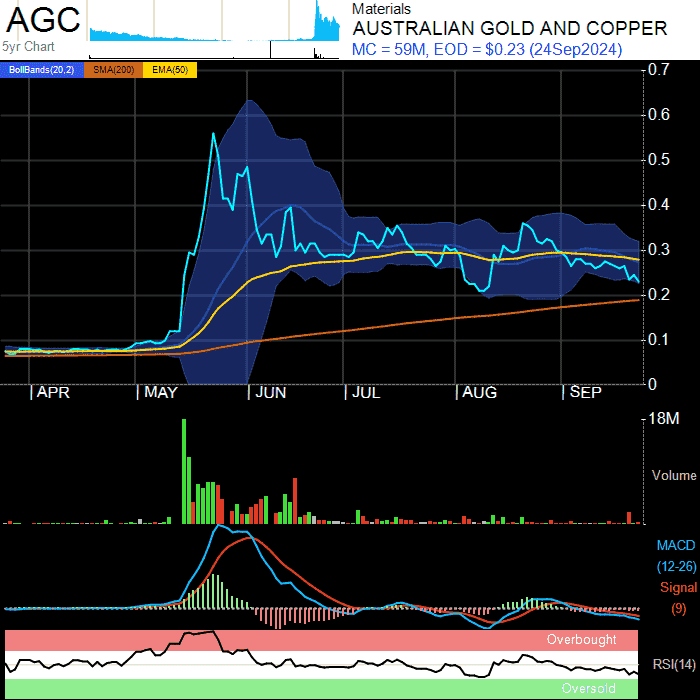 AGC
5yr Chart
Materials
AUSTRALIAN GOLD AND COPPER
MC = 59M, EOD = $0.23 (24Sep2024)
BollBands(20,2) SMA(200) EMA(50)
0.7
0.6
0.5
0.4
0.3
0.2
0.1
0
APR MAY JUN JUL AUG SEP
18M
Volume
MACD
(12-26)
Signal
(9)
Overbought
RSI(14)
Oversold